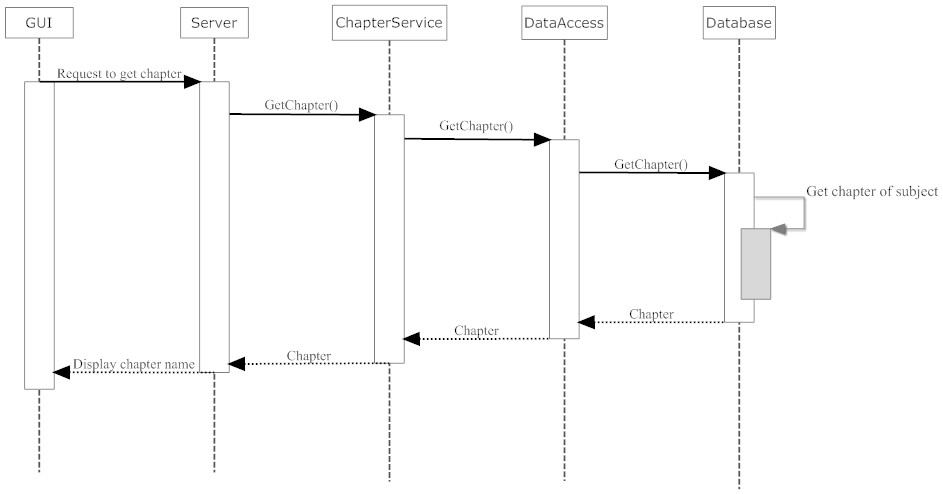 GUI
Server
ChapterService
DataAccess
Database
Request to get chapter
GetChapter()
GetChapter()
GetChapter()
Get chapter of subject
Chapter
Chapter
Chapter
Display chapter name